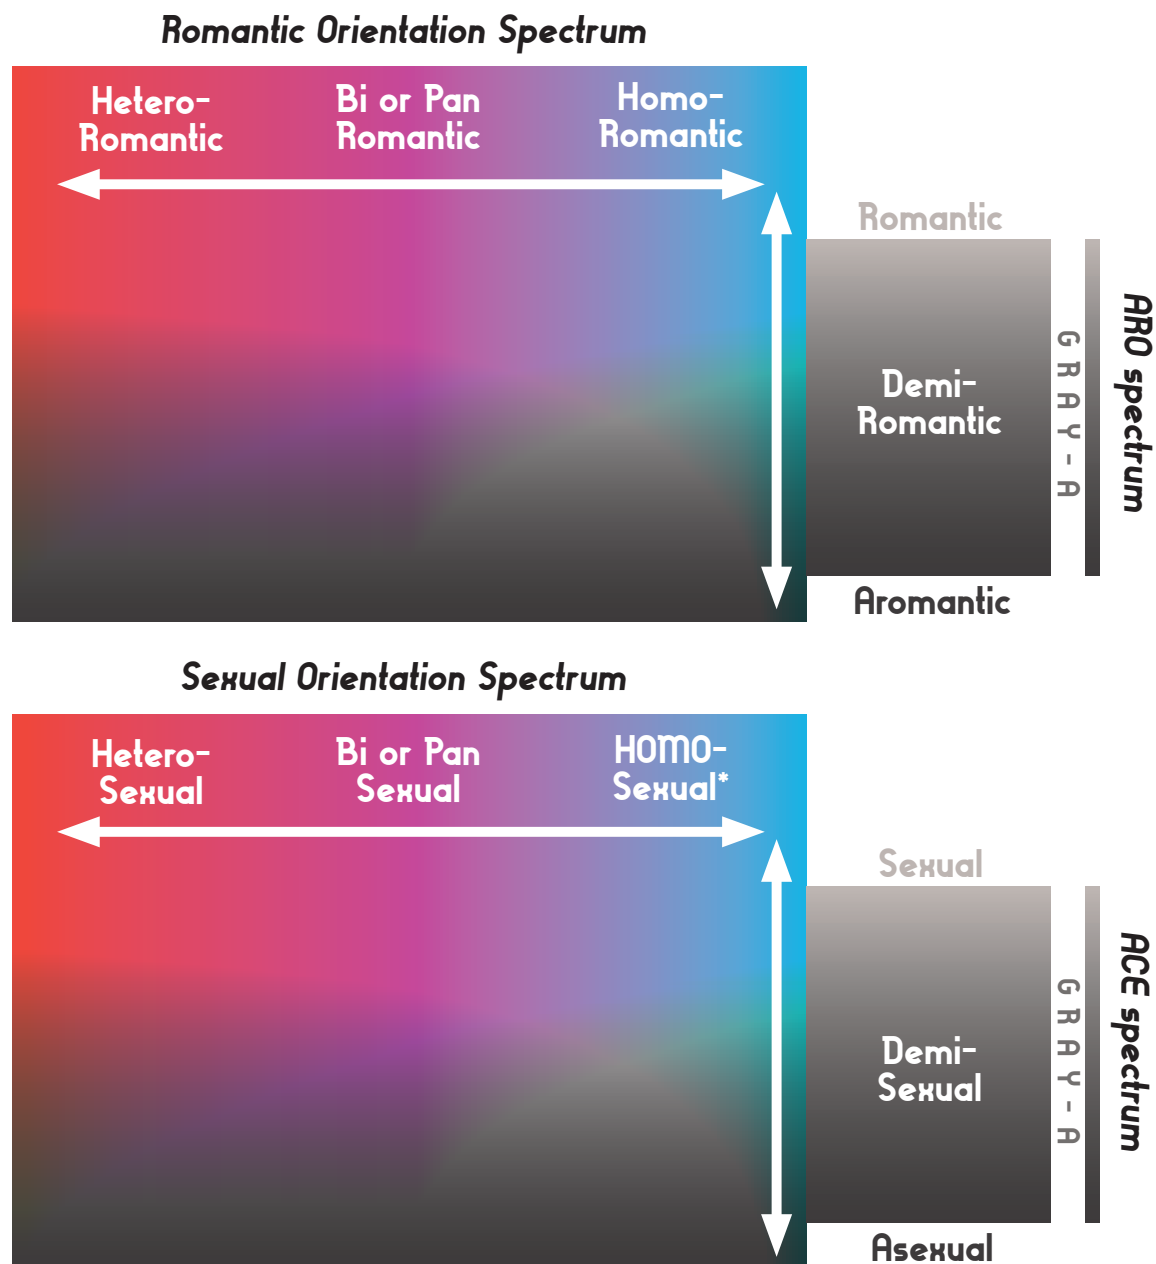 Romantic Orientation Spectrum
Hetero-
Romantic
Bi or Pan
Romantic
Homo-
Romantic
Romantic
Demi-
Romantic
Aromantic
GRAY-A
ARO spectrum
Sexual Orientation Spectrum
Hetero-
Sexual
Bi or Pan
Sexual
HOMO-
Sexual*
Sexual
Demi-
Sexual
Asexual
GRAY-A
ACE spectrum